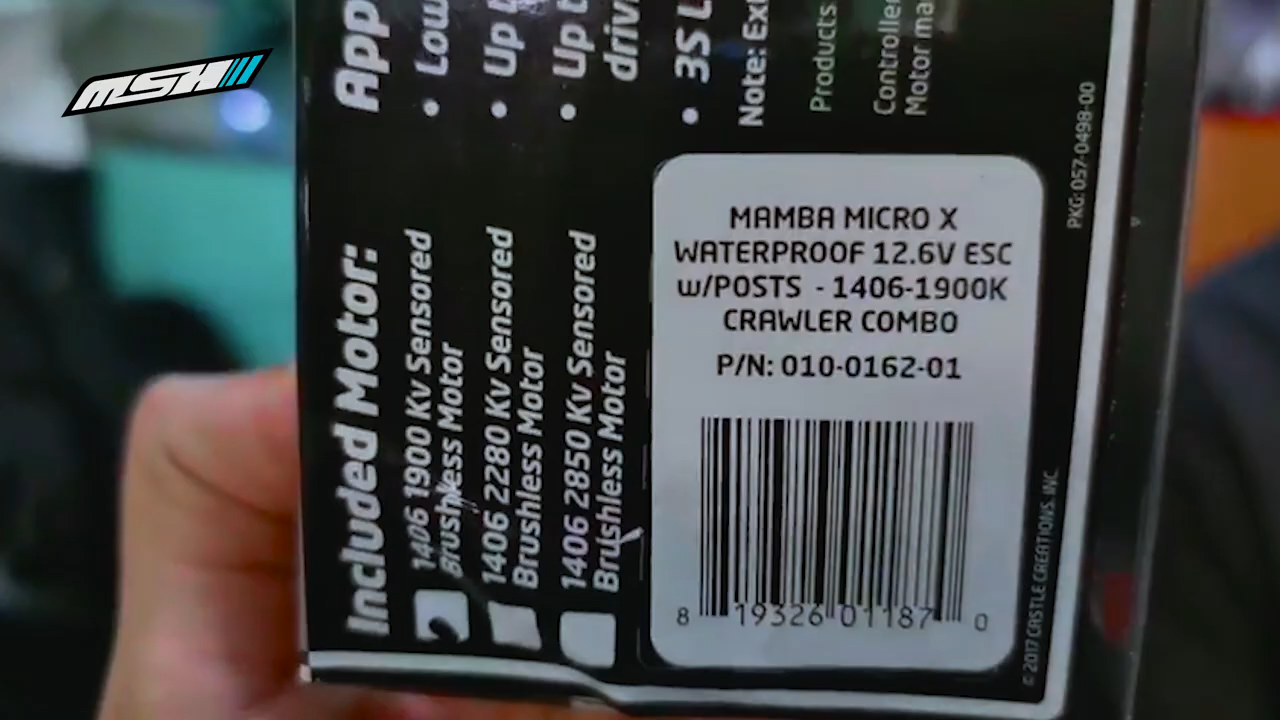 MSH
App
• Low
• Up t
• Up t
driv
• 3S L
Note: Ext
Products
Controller
Motor ma
Included Motor:
1406 1900 Kv Sensored
Brushless Motor
1406 2280 Kv Sensored
Brushless Motor
1406 2850 Kv Sensored
Brushless Motor
MAMBA MICRO X
WATERPROOF 12.6V ESC
w/POSTS - 1406-1900K
CRAWLER COMBO
P/N: 010-0162-01
8 19326 01187 0
PKG: 057-0498-00
© 2017 CASTLE CREATIONS, INC.